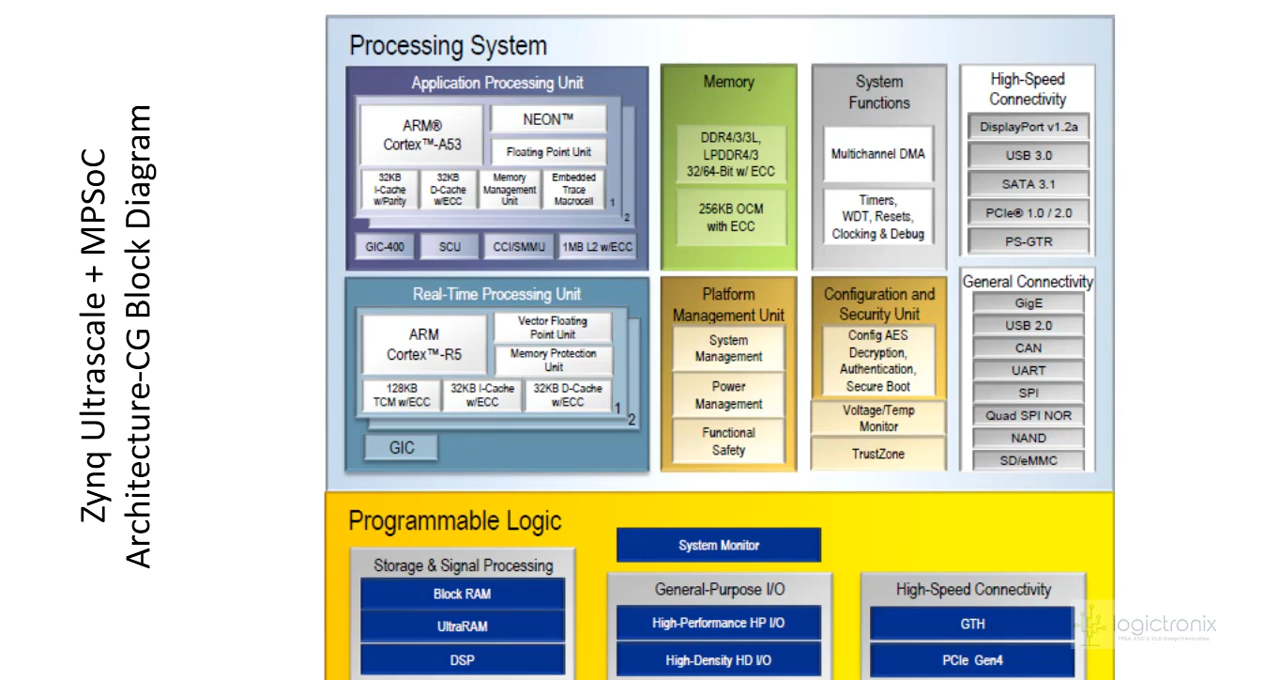 Zynq Ultrascale + MPSoC
Architecture-CG Block Diagram
Processing System
Application Processing Unit
ARM®
Cortex™-A53
NEON™
Floating Point Unit
32KB
I-Cache
w/Parity
32KB
D-Cache
w/ECC
Memory
Management
Unit
Embedded
Trace
Macrocell
1
2
GIC-400
SCU
CCI/SMMU
1MB L2 w/ECC
Memory
DDR4/3/3L,
LPDDR4/3
32/64-Bit w/ ECC
256KB OCM
with ECC
System
Functions
Multichannel DMA
Timers,
WDT, Resets,
Clocking & Debug
High-Speed
Connectivity
DisplayPort v1.2a
USB 3.0
SATA 3.1
PCIe® 1.0 / 2.0
PS-GTR
Real-Time Processing Unit
ARM
Cortex™-R5
Vector Floating
Point Unit
Memory Protection
Unit
128KB
TCM w/ECC
32KB I-Cache
w/ECC
32KB D-Cache
w/ECC
1
2
GIC
Platform
Management Unit
System
Management
Power
Management
Functional
Safety
Configuration and
Security Unit
Config AES
Decryption,
Authentication,
Secure Boot
Voltage/Temp
Monitor
TrustZone
General Connectivity
GigE
USB 2.0
CAN
UART
SPI
Quad SPI NOR
NAND
SD/eMMC
Programmable Logic
Storage & Signal Processing
Block RAM
UltraRAM
DSP
System Monitor
General-Purpose I/O
High-Performance HP I/O
High-Density HD I/O
High-Speed Connectivity
GTH
PCIe Gen4
logictronix